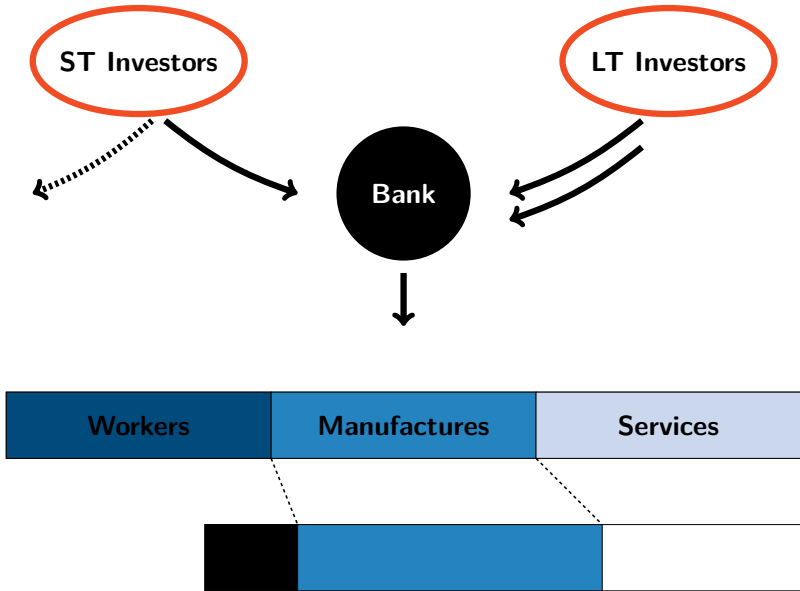 ST Investors
LT Investors
Bank
Workers
Manufactures
Services